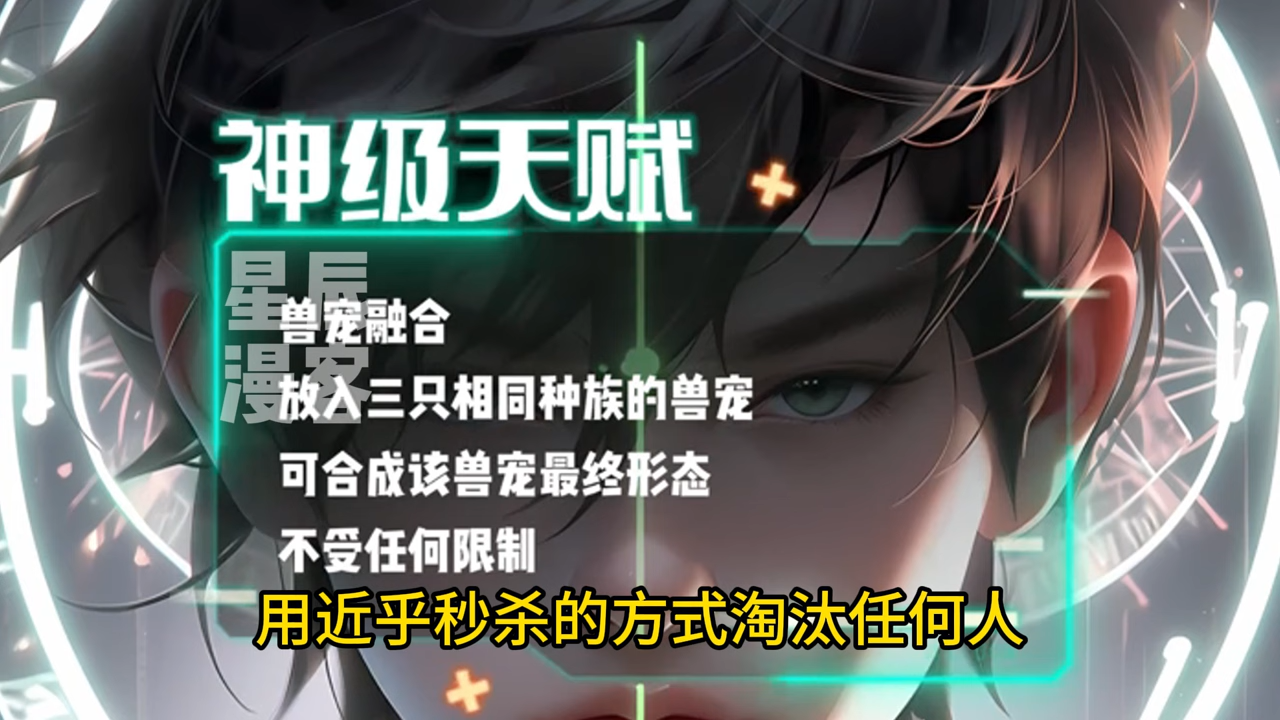 神级天赋
星辰
漫客
兽宠融合
放入三只相同种族的兽宠
可合成该兽宠最终形态
不受任何限制
用近乎秒杀的方式淘汰任何人